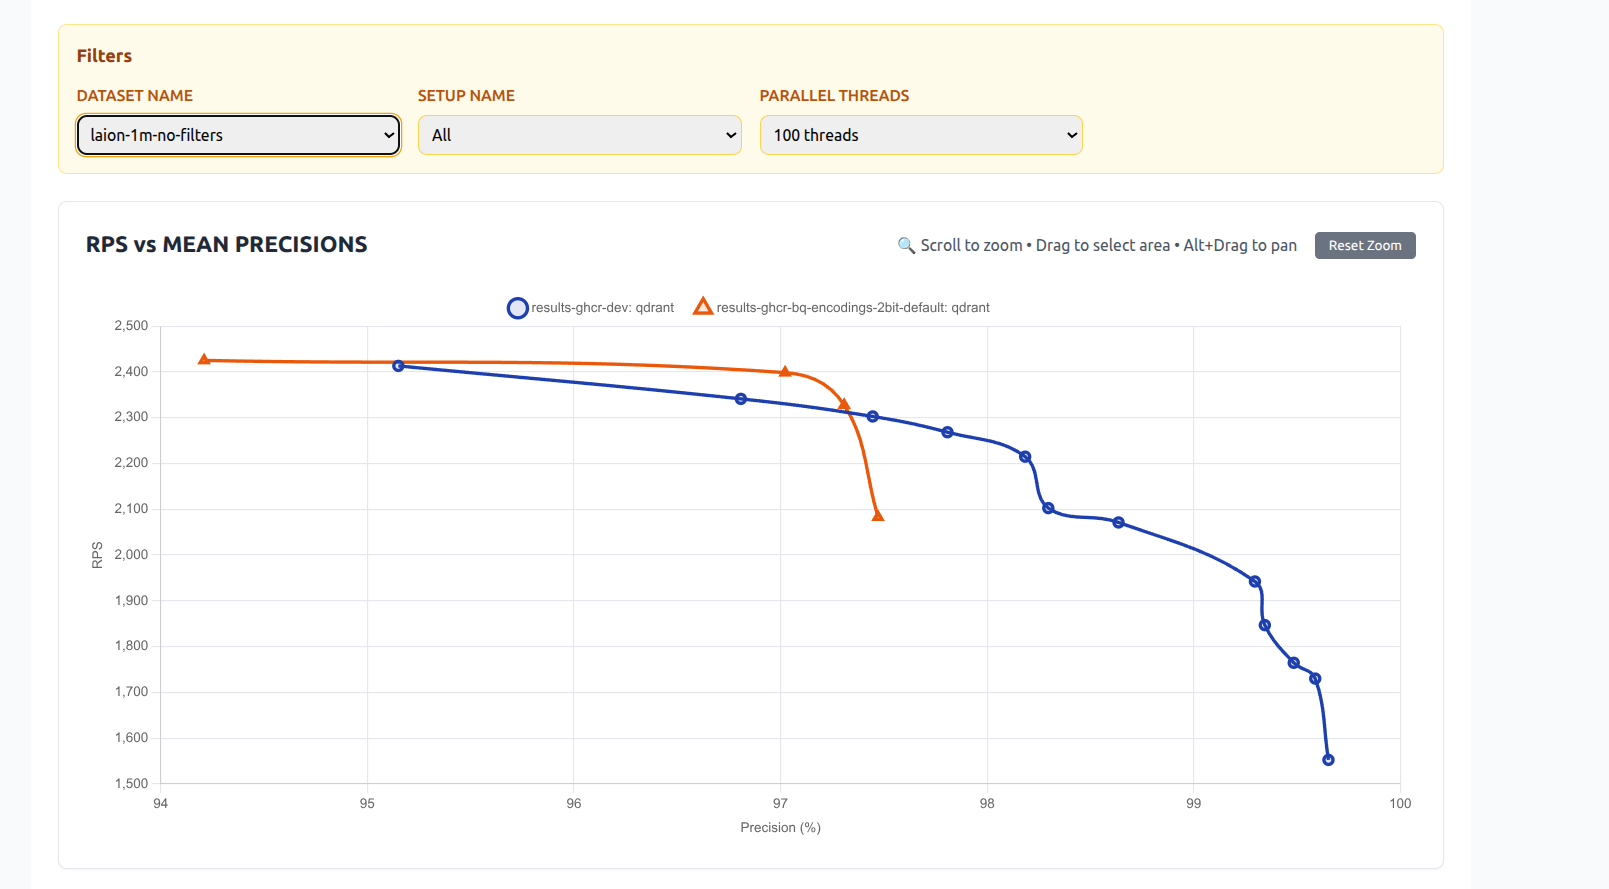 Filters
DATASET NAME SETUP NAME PARALLEL THREADS
laion-1m-no-filters All 100 threads
RPS vs MEAN PRECISIONS
🔍 Scroll to zoom • Drag to select area • Alt+Drag to pan Reset Zoom
results-ghcr-dev: qdrant results-ghcr-bq-encodings-2bit-default: qdrant
2,500
2,400
2,300
2,200
2,100
2,000
1,900
1,800
1,700
1,600
1,500
RPS
94 95 96 97 98 99 100
Precision (%)